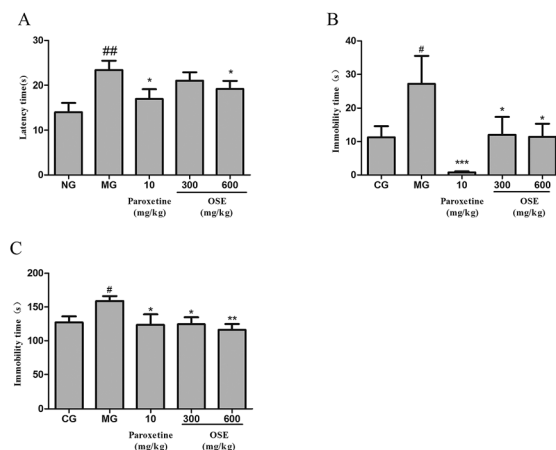 A
Latency time(s)
30
20
10
0
##
*
*
NG MG 10 300 600
Paroxetine OSE
(mg/kg) (mg/kg)
B
Immobility time (s)
40
30
20
10
0
#
***
*
*
CG MG 10 300 600
Paroxetine OSE
(mg/kg) (mg/kg)
C
Immobility time (s)
200
150
100
50
0
#
*
*
**
CG MG 10 300 600
Paroxetine OSE
(mg/kg) (mg/kg)